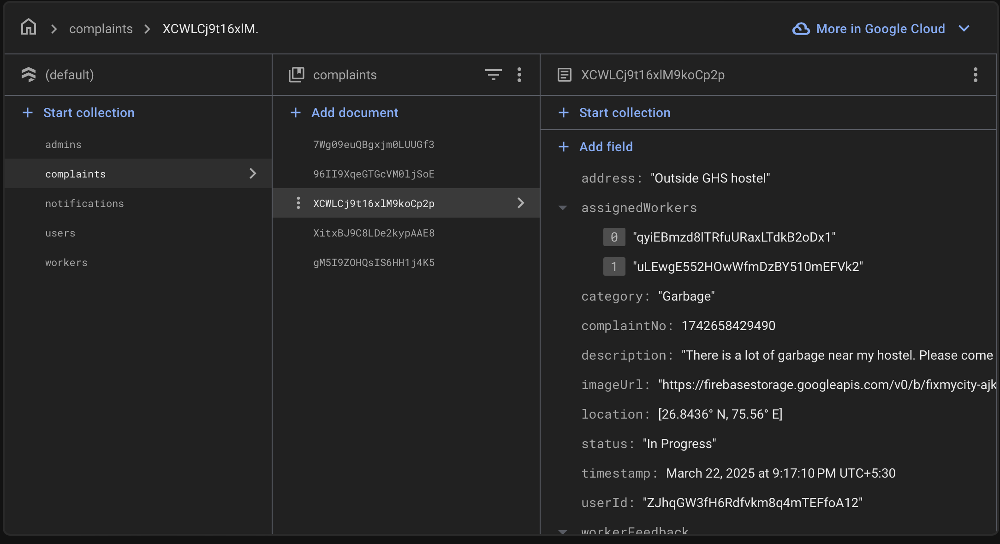 complaints > XCWLCj9t16xlM.
More in Google Cloud
(default)
Start collection
admins
complaints
notifications
users
workers
complaints
Add document
7Wg09euQBgxjm0LUUGf3
96II9XqeGTGcVM0ljSoE
XCWLCj9t16xlM9koCp2p
XitxBJ9C8LDe2kypAAE8
gM5I9ZOHQsIS6HH1j4K5
XCWLCj9t16xlM9koCp2p
Start collection
Add field
address: "Outside GHS hostel"
assignedWorkers
0 "qyiEBmzd8lTRfuURaxLTdkB2oDx1"
1 "uLEwgE552HOwWfmDzBY510mEFVk2"
category: "Garbage"
complaintNo: 1742658429490
description: "There is a lot of garbage near my hostel. Please come
imageUrl: "https://firebasestorage.googleapis.com/v0/b/fixmycity-ajk
location: [26.8436° N, 75.56° E]
status: "In Progress"
timestamp: March 22, 2025 at 9:17:10 PM UTC+5:30
userId: "ZJhqGW3fH6Rdfvkm8q4mTEFfoA12"
workerFeedback